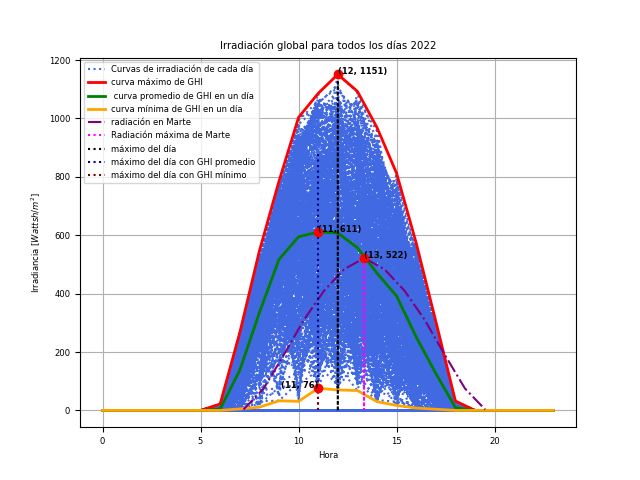 Irradiación global para todos los días 2022
Curvas de irradiación de cada día
curva máximo de GHI
curva promedio de GHI en un día
curva mínima de GHI en un día
radiación en Marte
Radiación máxima de Marte
máximo del día
máximo del día con GHI promedio
máximo del día con GHI mínimo
(12, 1151)
(11, 611)
(13, 522)
(11, 76)
Irradiancia [Wattsh/m²]
1200
1000
800
600
400
200
0
0 5 10 15 20
Hora